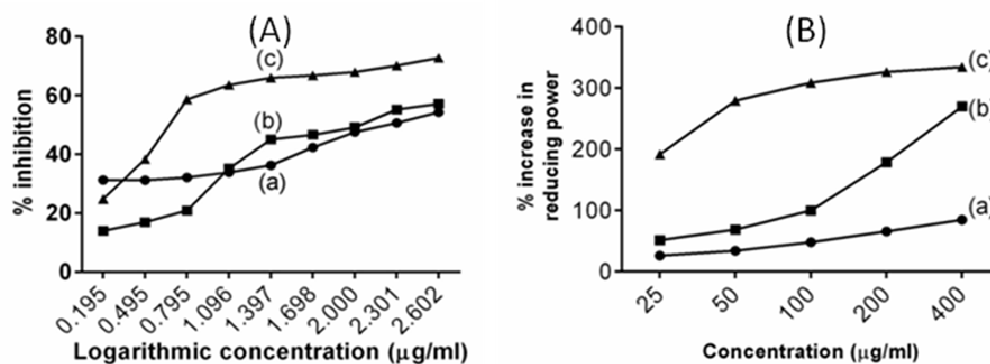 (A)
80
60
40
20
0
% inhibition
(c)
(b)
(a)
0.195
0.495
0.795
1.096
1.397
1.698
2.000
2.301
2.602
Logarithmic concentration (μg/ml)
(B)
400
300
200
100
0
% increase in
reducing power
(c)
(b)
(a)
25
50
100
200
400
Concentration (μg/ml)